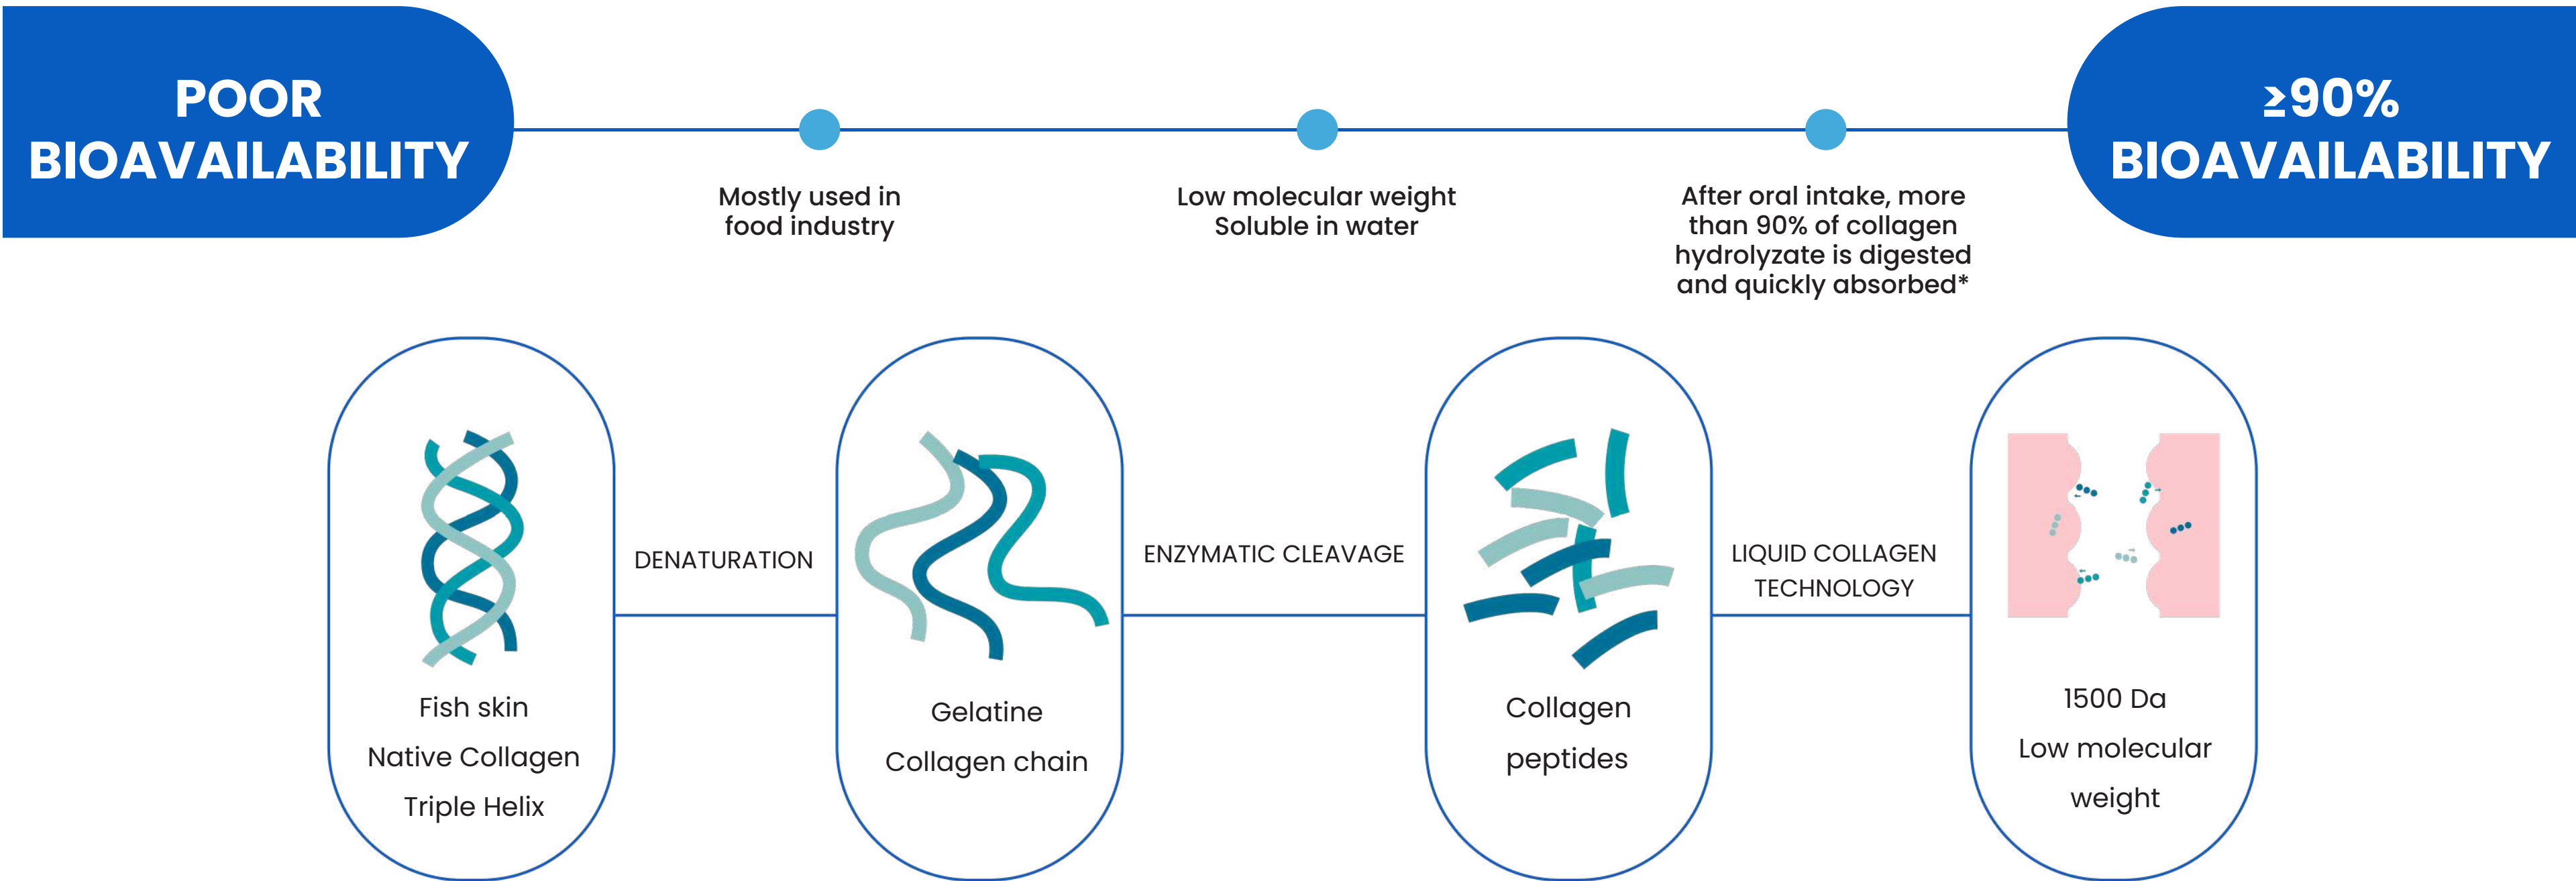 POOR
BIOAVAILABILITY
≥90%
BIOAVAILABILITY
Mostly used in
food industry
Low molecular weight
Soluble in water
After oral intake, more
than 90% of collagen
hydrolyzate is digested
and quickly absorbed*
Fish skin
Native Collagen
Triple Helix
DENATURATION
Gelatine
Collagen chain
ENZYMATIC CLEAVAGE
Collagen
peptides
LIQUID COLLAGEN
TECHNOLOGY
1500 Da
Low molecular
weight